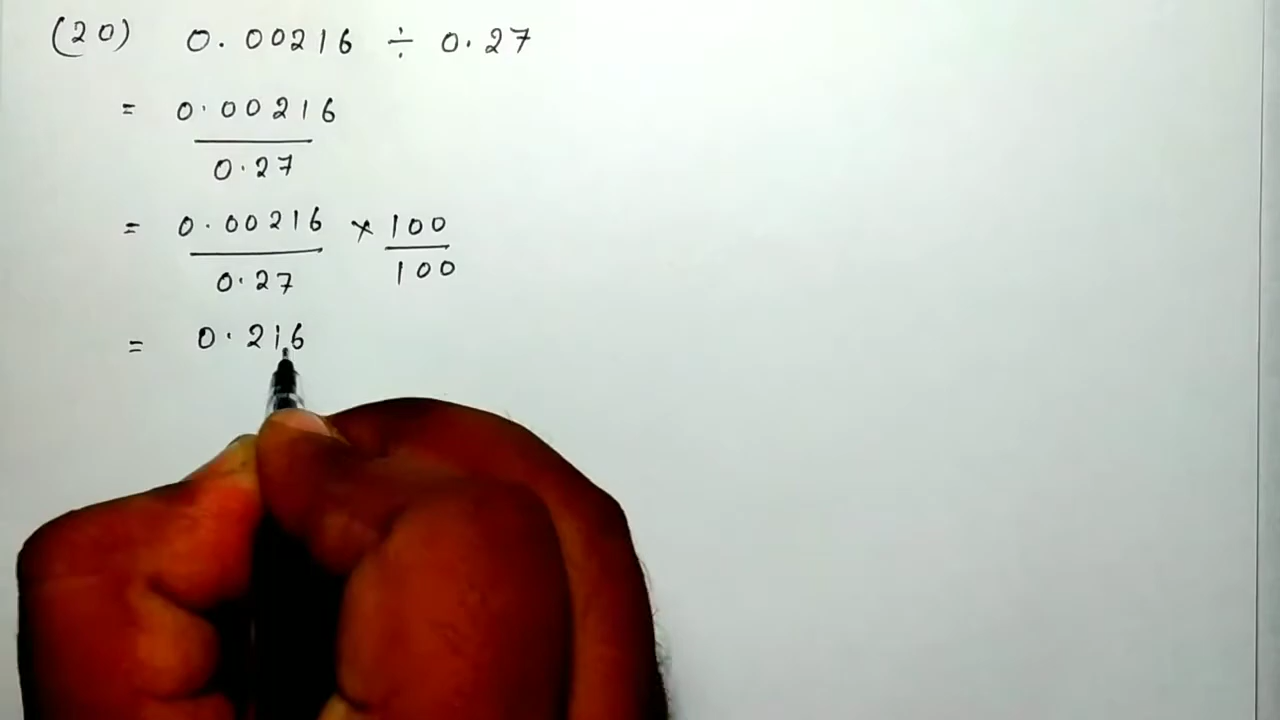 (20) 0.00216 ÷ 0.27
= 0.00216
0.27
= 0.00216 × 100
0.27 100
= 0.216